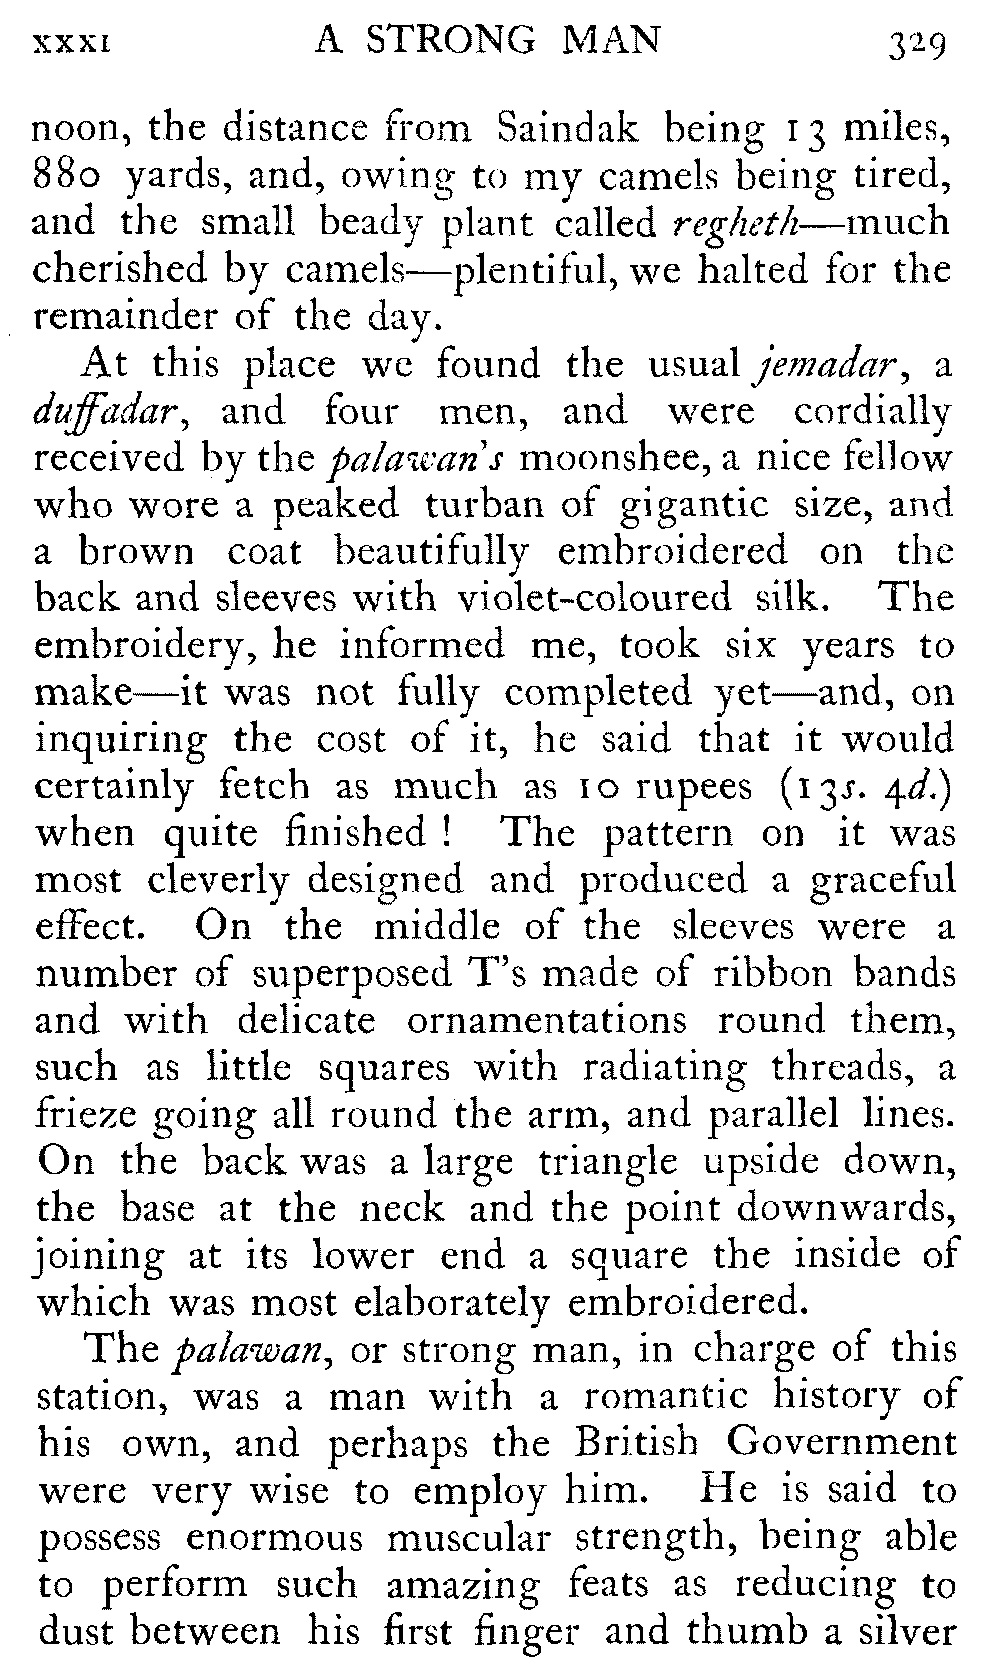 xxxi A STRONG MAN 329
noon, the distance from Saindak being 13 miles,
880 yards, and, owing to my camels being tired,
and the small beady plant called regheth—much
cherished by camels—plentiful, we halted for the
remainder of the day.
At this place we found the usual jemadar, a
duffadar, and four men, and were cordially
received by the palawan's moonshee, a nice fellow
who wore a peaked turban of gigantic size, and
a brown coat beautifully embroidered on the
back and sleeves with violet-coloured silk. The
embroidery, he informed me, took six years to
make—it was not fully completed yet—and, on
inquiring the cost of it, he said that it would
certainly fetch as much as 10 rupees (13s. 4d.)
when quite finished ! The pattern on it was
most cleverly designed and produced a graceful
effect. On the middle of the sleeves were a
number of superposed T's made of ribbon bands
and with delicate ornamentations round them,
such as little squares with radiating threads, a
frieze going all round the arm, and parallel lines.
On the back was a large triangle upside down,
the base at the neck and the point downwards,
joining at its lower end a square the inside of
which was most elaborately embroidered.
The palawan, or strong man, in charge of this
station, was a man with a romantic history of
his own, and perhaps the British Government
were very wise to employ him. He is said to
possess enormous muscular strength, being able
to perform such amazing feats as reducing to
dust between his first finger and thumb a silver